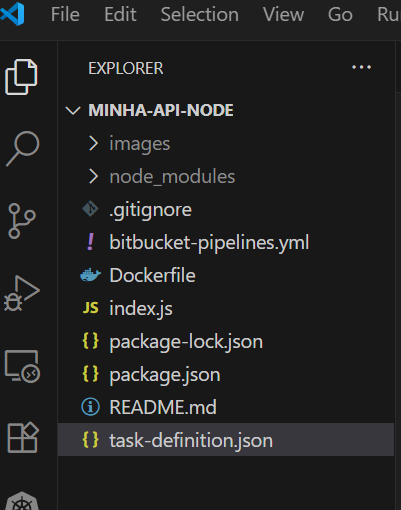 File Edit Selection View Go Ru
EXPLORER ...
MINHA-API-NODE
images
node_modules
.gitignore
! bitbucket-pipelines.yml
Dockerfile
JS index.js
{} package-lock.json
{} package.json
README.md
{} task-definition.json